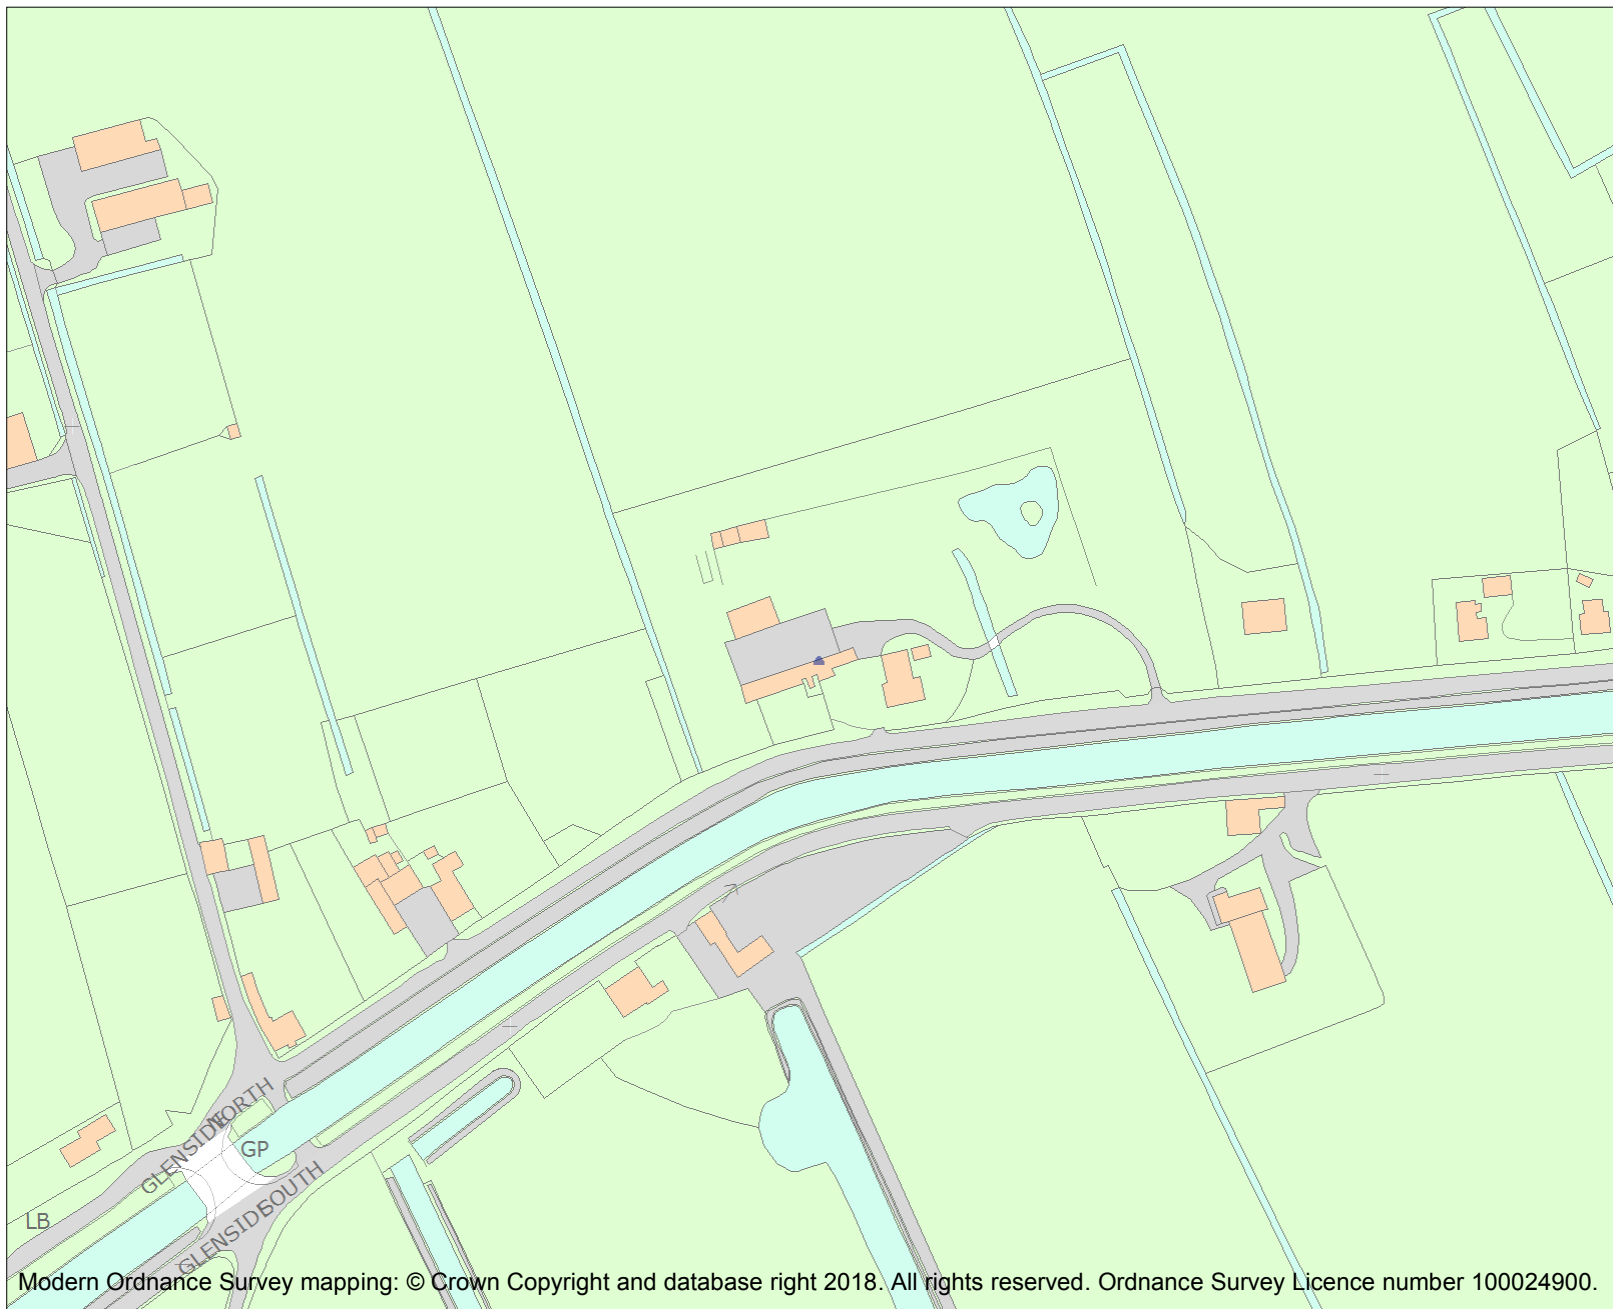 GLENSIDE NORTH
GP
GLENSIDE SOUTH
LB
Modern Ordnance Survey mapping: © Crown Copyright and database right 2018. All rights reserved. Ordnance Survey Licence number 100024900.